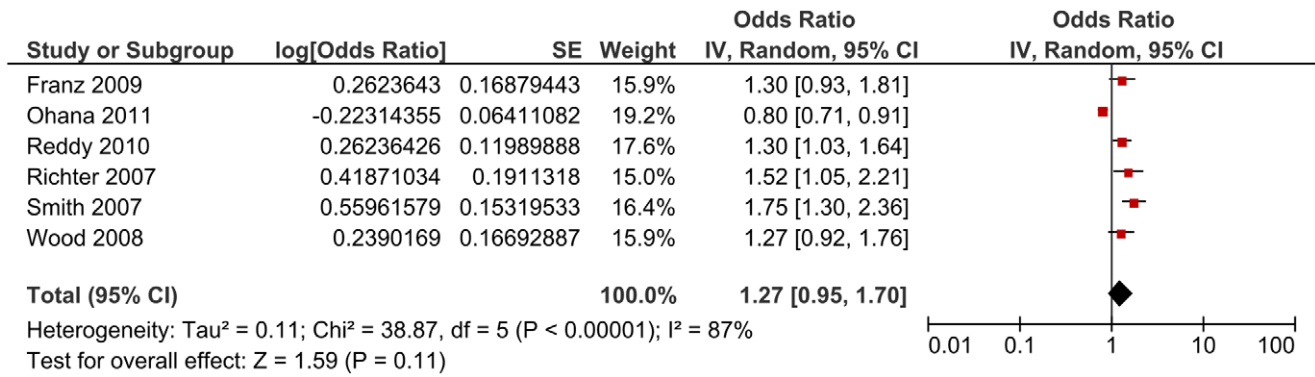 Odds Ratio Odds Ratio
Study or Subgroup log[Odds Ratio] SE Weight IV, Random, 95% CI IV, Random, 95% CI
Franz 2009 0.2623643 0.16879443 15.9% 1.30 [0.93, 1.81]
Ohana 2011 -0.22314355 0.06411082 19.2% 0.80 [0.71, 0.91]
Reddy 2010 0.26236426 0.11989888 17.6% 1.30 [1.03, 1.64]
Richter 2007 0.41871034 0.1911318 15.0% 1.52 [1.05, 2.21]
Smith 2007 0.55961579 0.15319533 16.4% 1.75 [1.30, 2.36]
Wood 2008 0.2390169 0.16692887 15.9% 1.27 [0.92, 1.76]
Total (95% CI) 100.0% 1.27 [0.95, 1.70]
Heterogeneity: Tau² = 0.11; Chi² = 38.87, df = 5 (P < 0.00001); I² = 87%
Test for overall effect: Z = 1.59 (P = 0.11)
0.01 0.1 1 10 100